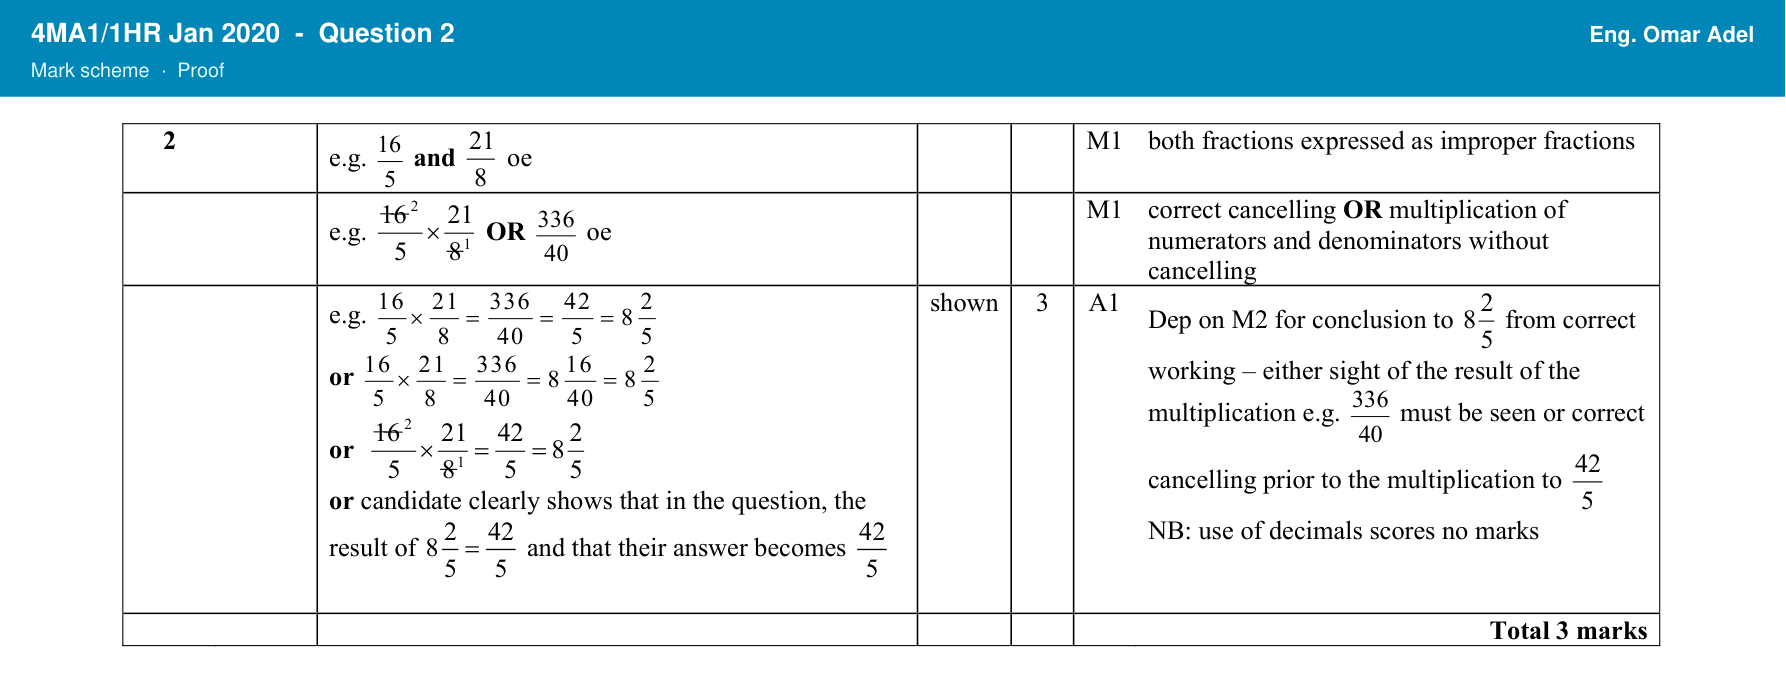 4MA1/1HR Jan 2020 - Question 2
Eng. Omar Adel
Mark scheme · Proof
2
e.g. 16/5 and 21/8 oe
M1 both fractions expressed as improper fractions
e.g. 16²/5 × 21/8¹ OR 336/40 oe
M1 correct cancelling OR multiplication of
numerators and denominators without
cancelling
e.g. 16/5 × 21/8 = 336/40 = 42/5 = 8 2/5
or 16/5 × 21/8 = 336/40 = 8 16/40 = 8 2/5
or 16²/5 × 21/8¹ = 42/5 = 8 2/5
or candidate clearly shows that in the question, the
result of 8 2/5 = 42/5 and that their answer becomes 42/5
shown
3
A1 Dep on M2 for conclusion to 8 2/5 from correct
working – either sight of the result of the
multiplication e.g. 336/40 must be seen or correct
cancelling prior to the multiplication to 42/5
NB: use of decimals scores no marks
Total 3 marks